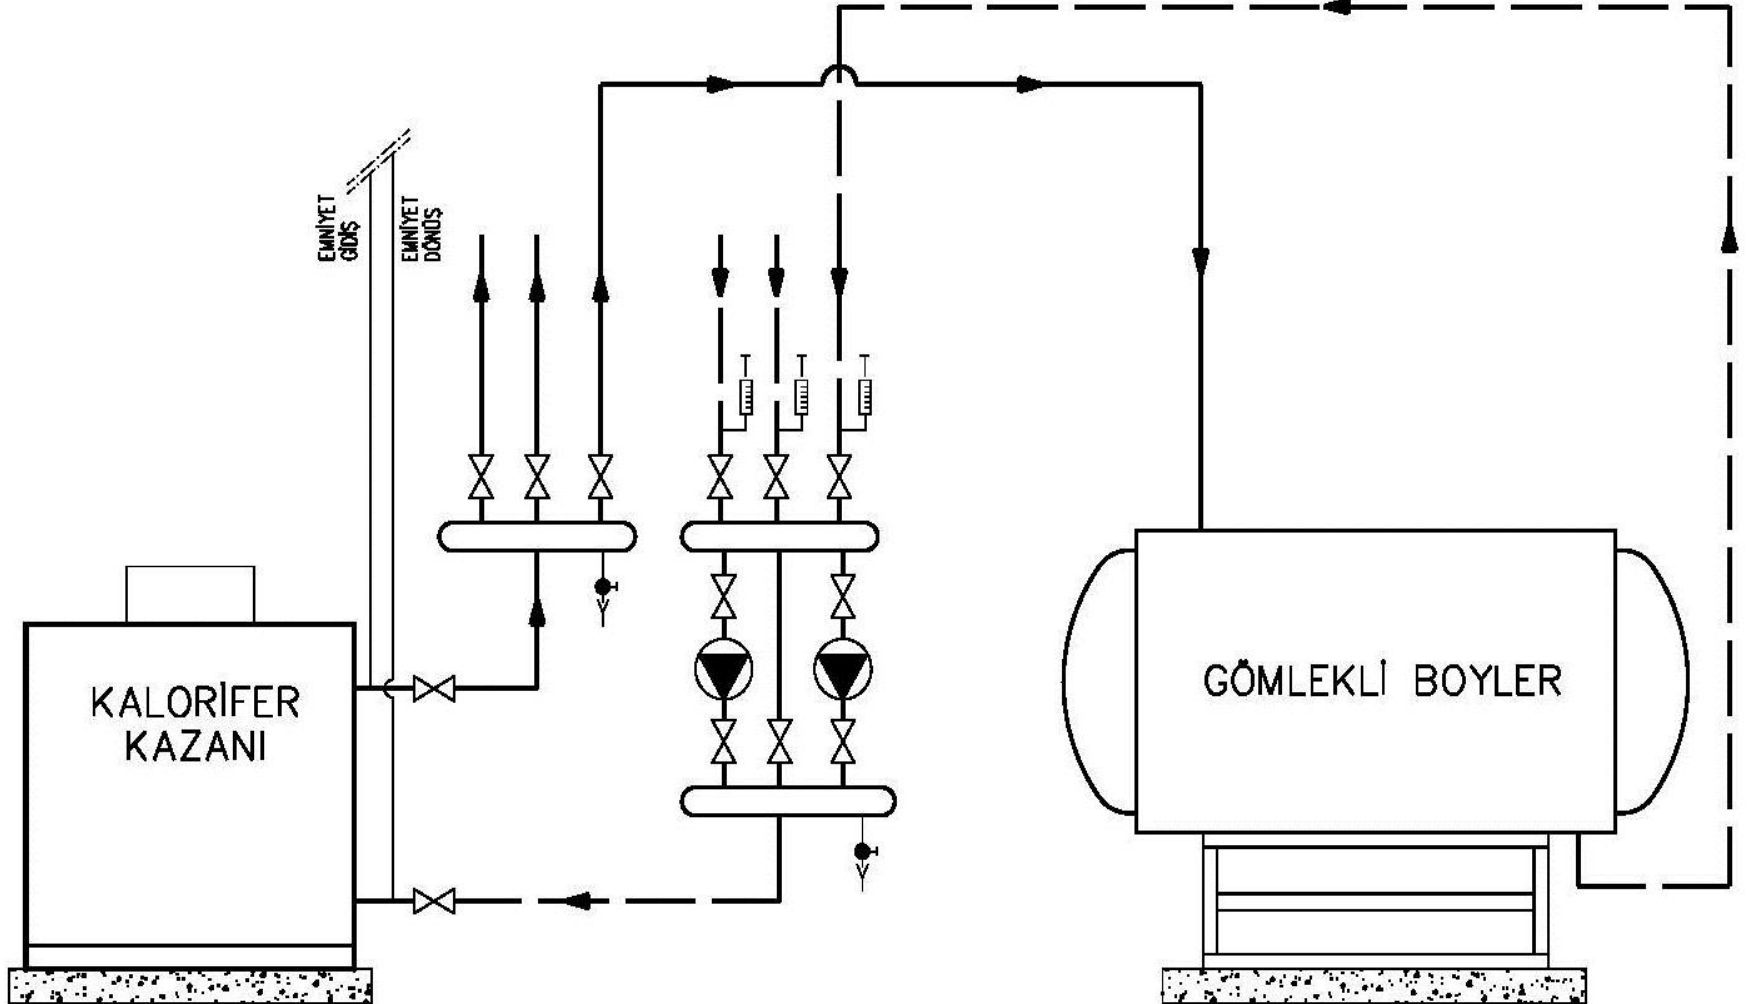 EMNİYET
GİDİŞ
EMNİYET
DÖNÜŞ
KALORİFER
KAZANI
GÖMLEKLİ BOYLER